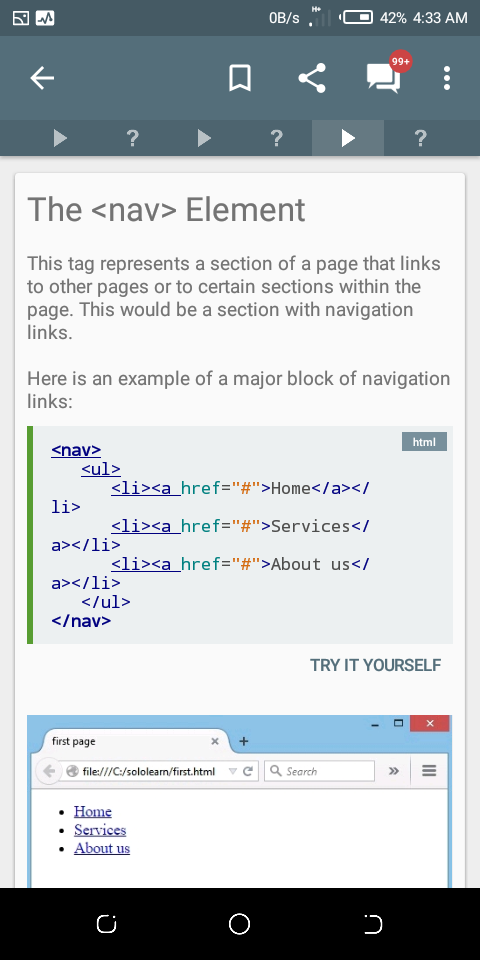 0B/s H+ 42% 4:33 AM
99+
? ? ?
The <nav> Element
This tag represents a section of a page that links
to other pages or to certain sections within the
page. This would be a section with navigation
links.
Here is an example of a major block of navigation
links:
html
<nav>
<ul>
<li><a href="#">Home</a></
li>
<li><a href="#">Services</
a></li>
<li><a href="#">About us</
a></li>
</ul>
</nav>
TRY IT YOURSELF
first page
file:///C:/sololearn/first.html
Search
Home
Services
About us